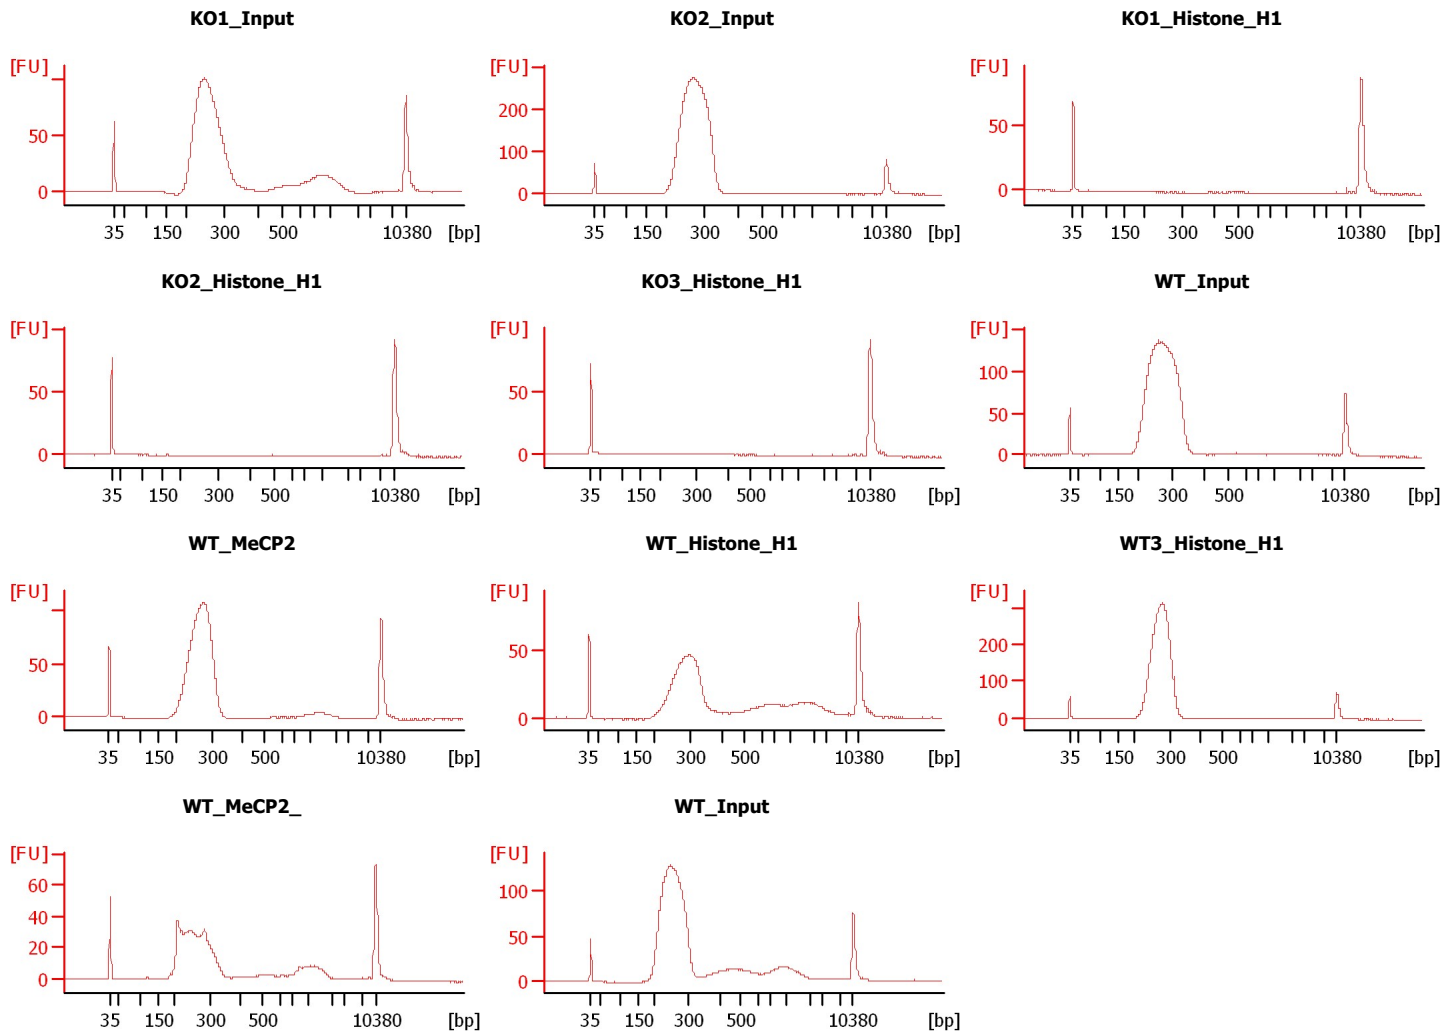 KO1_Input
KO2_Input
KO1_Histone_H1
[FU]
50
0
35 150 300 500 10380 [bp]
[FU]
200
100
0
35 150 300 500 10380 [bp]
[FU]
50
0
35 150 300 500 10380 [bp]
KO2_Histone_H1
KO3_Histone_H1
WT_Input
[FU]
50
0
35 150 300 500 10380 [bp]
[FU]
50
0
35 150 300 500 10380 [bp]
[FU]
100
50
0
35 150 300 500 10380 [bp]
WT_MeCP2
WT_Histone_H1
WT3_Histone_H1
[FU]
50
0
35 150 300 500 10380 [bp]
[FU]
50
0
35 150 300 500 10380 [bp]
[FU]
200
100
0
35 150 300 500 10380 [bp]
WT_MeCP2_
WT_Input
[FU]
60
40
20
0
35 150 300 500 10380 [bp]
[FU]
100
50
0
35 150 300 500 10380 [bp]